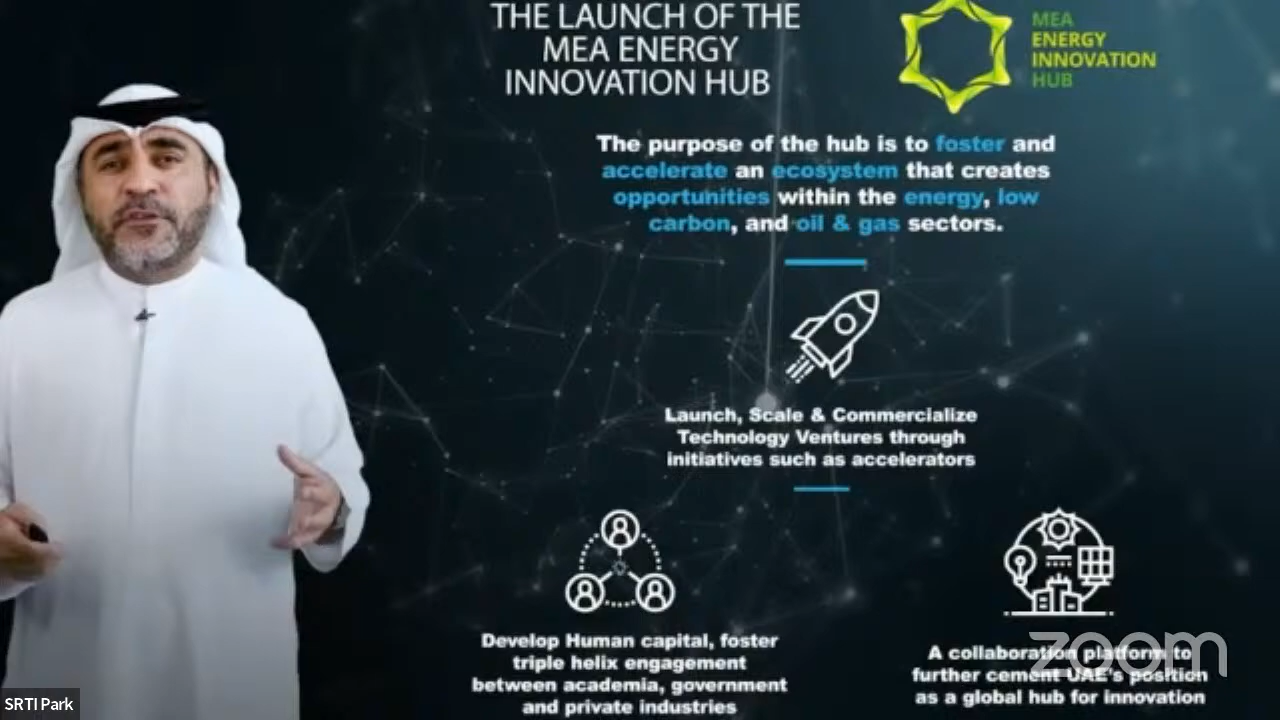 THE LAUNCH OF THE
MEA ENERGY
INNOVATION HUB
MEA
ENERGY
INNOVATION
HUB
The purpose of the hub is to foster and
accelerate an ecosystem that creates
opportunities within the energy, low
carbon, and oil & gas sectors.
Launch, Scale & Commercialize
Technology Ventures through
initiatives such as accelerators
Develop Human capital, foster
triple helix engagement
between academia, government
and private industries
A collaboration platform to
further cement UAE's position
as a global hub for innovation
zoom
SRTI Park